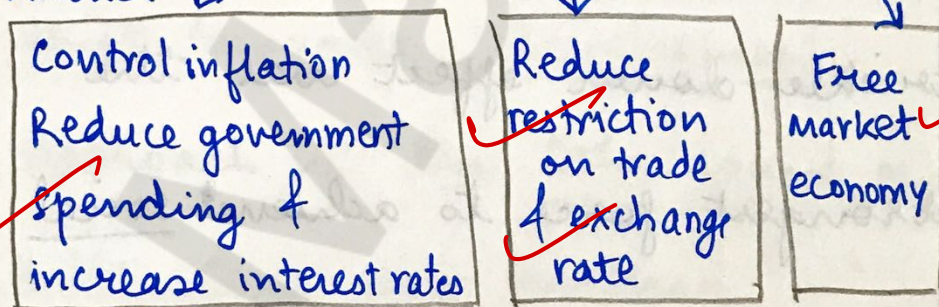 Control inflation
Reduce government
spending &
increase interest rates
Reduce
restriction
on trade
& exchange
rate
Free
market
economy